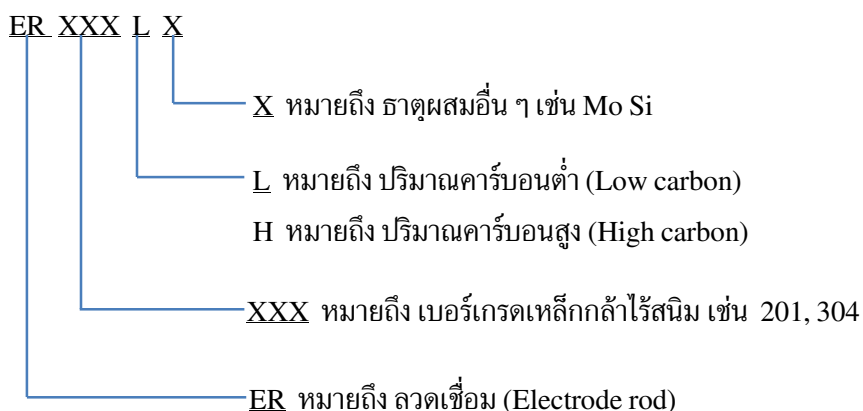 ER XXX L X
X หมายถึง ธาตุผสมอื่น ๆ เช่น Mo Si
L หมายถึง ปริมาณคาร์บอนต่ำ (Low carbon)
H หมายถึง ปริมาณคาร์บอนสูง (High carbon)
XXX หมายถึง เบอร์เกรดเหล็กกล้าไร้สนิม เช่น 201, 304
ER หมายถึง ลวดเชื่อม (Electrode rod)